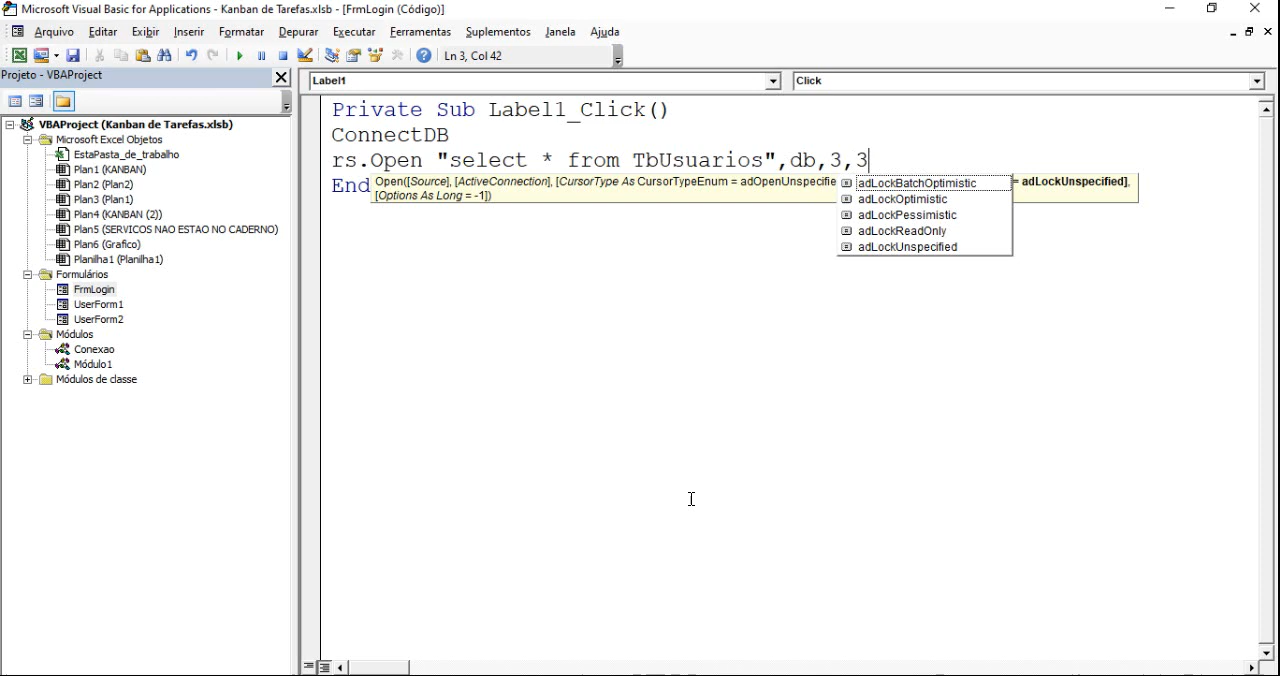 Microsoft Visual Basic for Applications - Kanban de Tarefas.xlsb - [FrmLogin (Código)]
Arquivo Editar Exibir Inserir Formatar Depurar Executar Ferramentas Suplementos Janela Ajuda
Ln 3, Col 42
Projeto - VBAProject
Label1 Click
VBAProject (Kanban de Tarefas.xlsb)
Microsoft Excel Objetos
EstaPasta_de_trabalho
Plan1 (KANBAN)
Plan2 (Plan2)
Plan3 (Plan1)
Plan4 (KANBAN (2))
Plan5 (SERVICOS NAO ESTAO NO CADERNO)
Plan6 (Grafico)
Planilha1 (Planilha1)
Formulários
FrmLogin
UserForm1
UserForm2
Módulos
Conexao
Módulo1
Módulos de classe
Private Sub Label1_Click()
ConnectDB
rs.Open "select * from TbUsuarios",db,3,3
End
Open([Source], [ActiveConnection], [CursorType As CursorTypeEnum = adOpenUnspecifie = adLockUnspecified],
[Options As Long = -1])
adLockBatchOptimistic
adLockOptimistic
adLockPessimistic
adLockReadOnly
adLockUnspecified